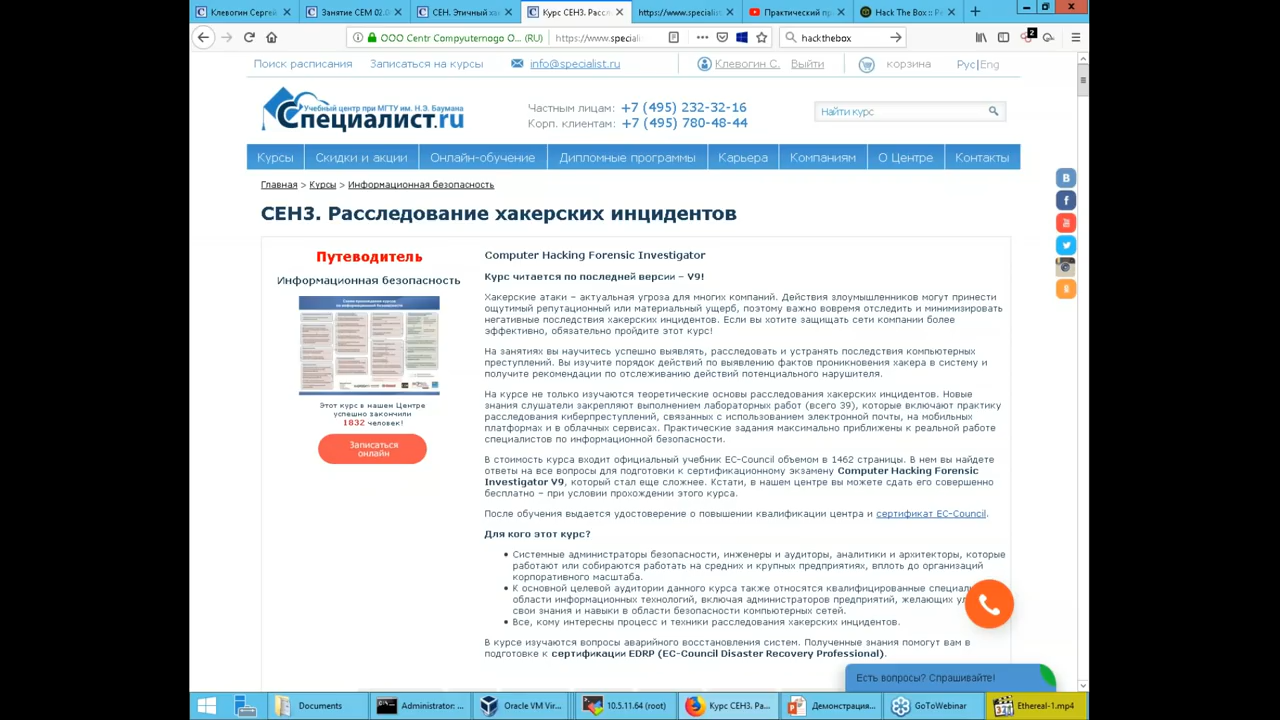 Клевогин Сергей
Занятие CEM 02.0
CEH. Этичный ха
Курс CEH3. Расс
https://www.special
Практический пр
Hack The Box :: P
ООО Centr Compyuternago O... (RU)
https://www.speciali
hackthebox
2
Поиск расписания
Записаться на курсы
info@specialist.ru
Клевогин С.
Выйти
корзина
Рус|Eng
Учебный центр при МГТУ им. Н.Э. Баумана
Специалист.ru
Частным лицам: +7 (495) 232-32-16
Корп. клиентам: +7 (495) 780-48-44
Найти курс
Курсы
Скидки и акции
Онлайн-обучение
Дипломные программы
Карьера
Компаниям
О Центре
Контакты
Главная > Курсы > Информационная безопасность
CEH3. Расследование хакерских инцидентов
Путеводитель
Информационная безопасность
Этот курс в нашем Центре
успешно закончили
1832 человек!
Записаться
онлайн
Computer Hacking Forensic Investigator
Курс читается по последней версии – V9!
Хакерские атаки – актуальная угроза для многих компаний. Действия злоумышленников могут принести
ощутимый репутационный или материальный ущерб, поэтому важно вовремя отследить и минимизировать
негативные последствия хакерских инцидентов. Если вы хотите защищать сети компании более
эффективно, обязательно пройдите этот курс!
На занятиях вы научитесь успешно выявлять, расследовать и устранять последствия компьютерных
преступлений. Вы изучите порядок действий по выявлению фактов проникновения хакера в систему и
получите рекомендации по отслеживанию действий потенциального нарушителя.
На курсе не только изучаются теоретические основы расследования хакерских инцидентов. Новые
знания слушатели закрепляют выполнением лабораторных работ (всего 39), которые включают практику
расследования киберпреступлений, связанных с использованием электронной почты, на мобильных
платформах и в облачных сервисах. Практические задания максимально приближены к реальной работе
специалистов по информационной безопасности.
В стоимость курса входит официальный учебник EC-Council объемом в 1462 страницы. В нем вы найдете
ответы на все вопросы для подготовки к сертификационному экзамену Computer Hacking Forensic
Investigator V9, который стал еще сложнее. Кстати, в нашем центре вы можете сдать его совершенно
бесплатно – при условии прохождении этого курса.
После обучения выдается удостоверение о повышении квалификации центра и сертификат EC-Council.
Для кого этот курс?
Системные администраторы безопасности, инженеры и аудиторы, аналитики и архитекторы, которые
работают или собираются работать на средних и крупных предприятиях, вплоть до организаций
корпоративного масштаба.
К основной целевой аудитории данного курса также относятся квалифицированные специал
области информационных технологий, включая администраторов предприятий, желающих у
свои знания и навыки в области безопасности компьютерных сетей.
Все, кому интересны процесс и техники расследования хакерских инцидентов.
В курсе изучаются вопросы аварийного восстановления систем. Полученные знания помогут вам в
подготовке к сертификации EDRP (EC-Council Disaster Recovery Professional).
Есть вопросы? Спрашивайте!
Documents
Administrator: ...
Oracle VM Vir...
10.5.11.64 (root)
Курс CEH3. Ра...
Демонстрация...
GoToWebinar
Ethereal-1.mp4